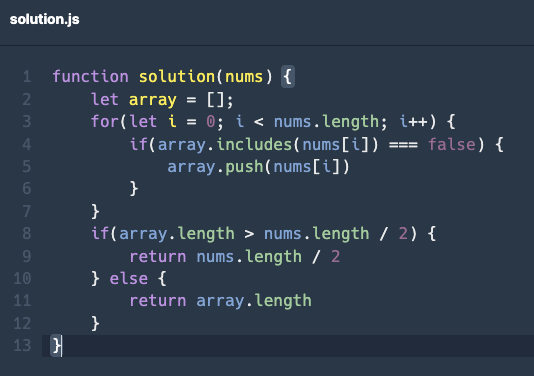 solution.js
1 function solution(nums) {
2     let array = [];
3     for(let i = 0; i < nums.length; i++) {
4         if(array.includes(nums[i]) === false) {
5             array.push(nums[i])
6         }
7     }
8     if(array.length > nums.length / 2) {
9         return nums.length / 2
10     } else {
11         return array.length
12     }
13 }